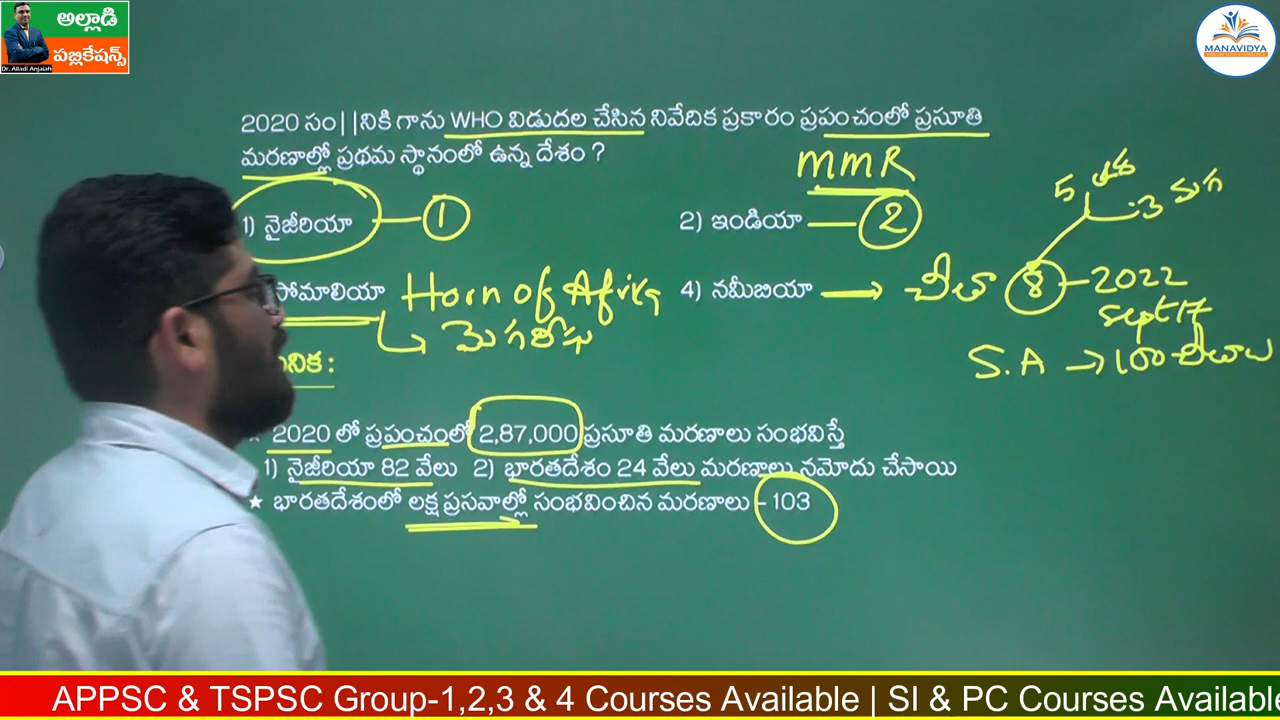 అల్లాడి
పబ్లికేషన్స్
Dr. Alladi Anjaiah
MANAVIDYA
2020 సం||నికి గాను WHO విడుదల చేసిన నివేదిక ప్రకారం ప్రపంచంలో ప్రసూతి
మరణాల్లో ప్రథమ స్థానంలో ఉన్న దేశం ?
MMR
5
3 మగ
1) నైజీరియా 1
2) ఇండియా 2
సోమాలియా Horn of Africa
4) నమీబియా చీతా 8 - 2022
Sept 17
S.A → 100 చీతాలు
నిక :
2020 లో ప్రపంచంలో 2,87,000 ప్రసూతి మరణాలు సంభవిస్తే
1) నైజీరియా 82 వేలు 2) భారతదేశం 24 వేలు మరణాలు నమోదు చేసాయి
★ భారతదేశంలో లక్ష ప్రసవాల్లో సంభవించిన మరణాలు - 103
APPSC & TSPSC Group-1,2,3 & 4 Courses Available | SI & PC Courses Available